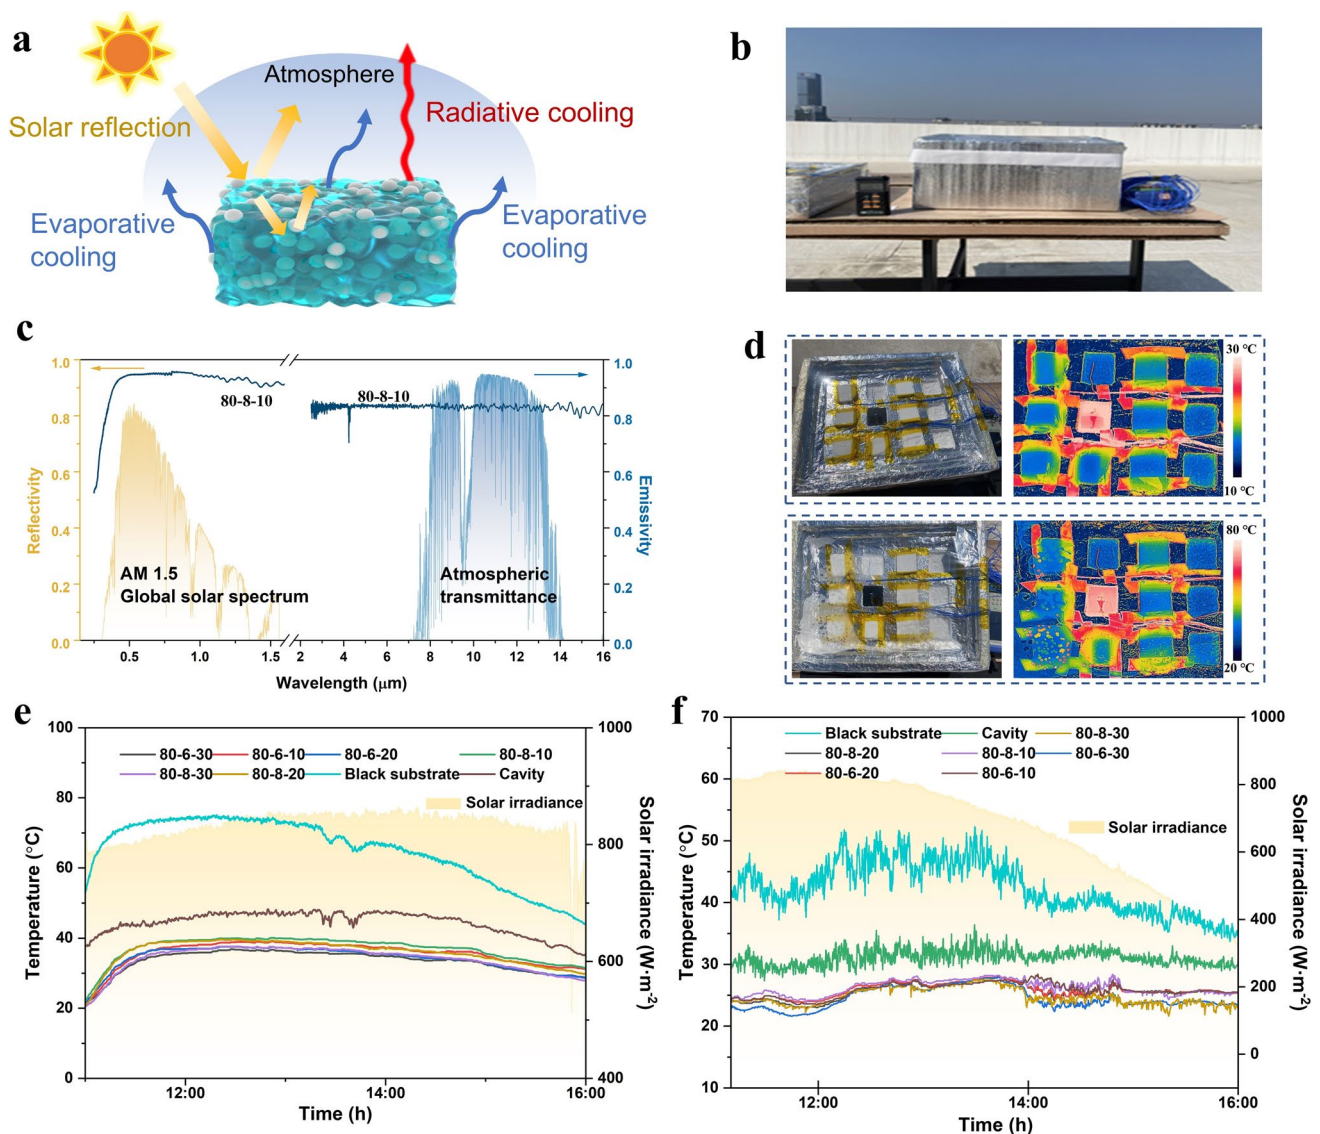 a
Atmosphere
Solar reflection
Radiative cooling
Evaporative
cooling
Evaporative
cooling
b
c
1.0
0.8
0.6
0.4
0.2
0.0
Reflectivity
80-8-10
80-8-10
AM 1.5
Global solar spectrum
Atmospheric
transmittance
1.0
0.8
0.6
0.4
0.2
0.0
Emissivity
0.5
1.0
1.5
2
4
6
8
10
12
14
16
Wavelength (μm)
d
30 °C
10 °C
80 °C
20 °C
e
100
80
60
40
20
0
Temperature (°C)
80-6-30
80-6-10
80-6-20
80-8-10
80-8-30
80-8-20
Black substrate
Cavity
Solar irradiance
1000
800
600
400
Solar irradiance (W·m⁻²)
12:00
14:00
16:00
Time (h)
f
70
60
50
40
30
20
10
Temperature (°C)
Black substrate
Cavity
80-8-30
80-8-20
80-8-10
80-6-30
80-6-20
80-6-10
Solar irradiance
1000
800
600
400
200
0
Solar irradiance (W·m⁻²)
12:00
14:00
16:00
Time (h)